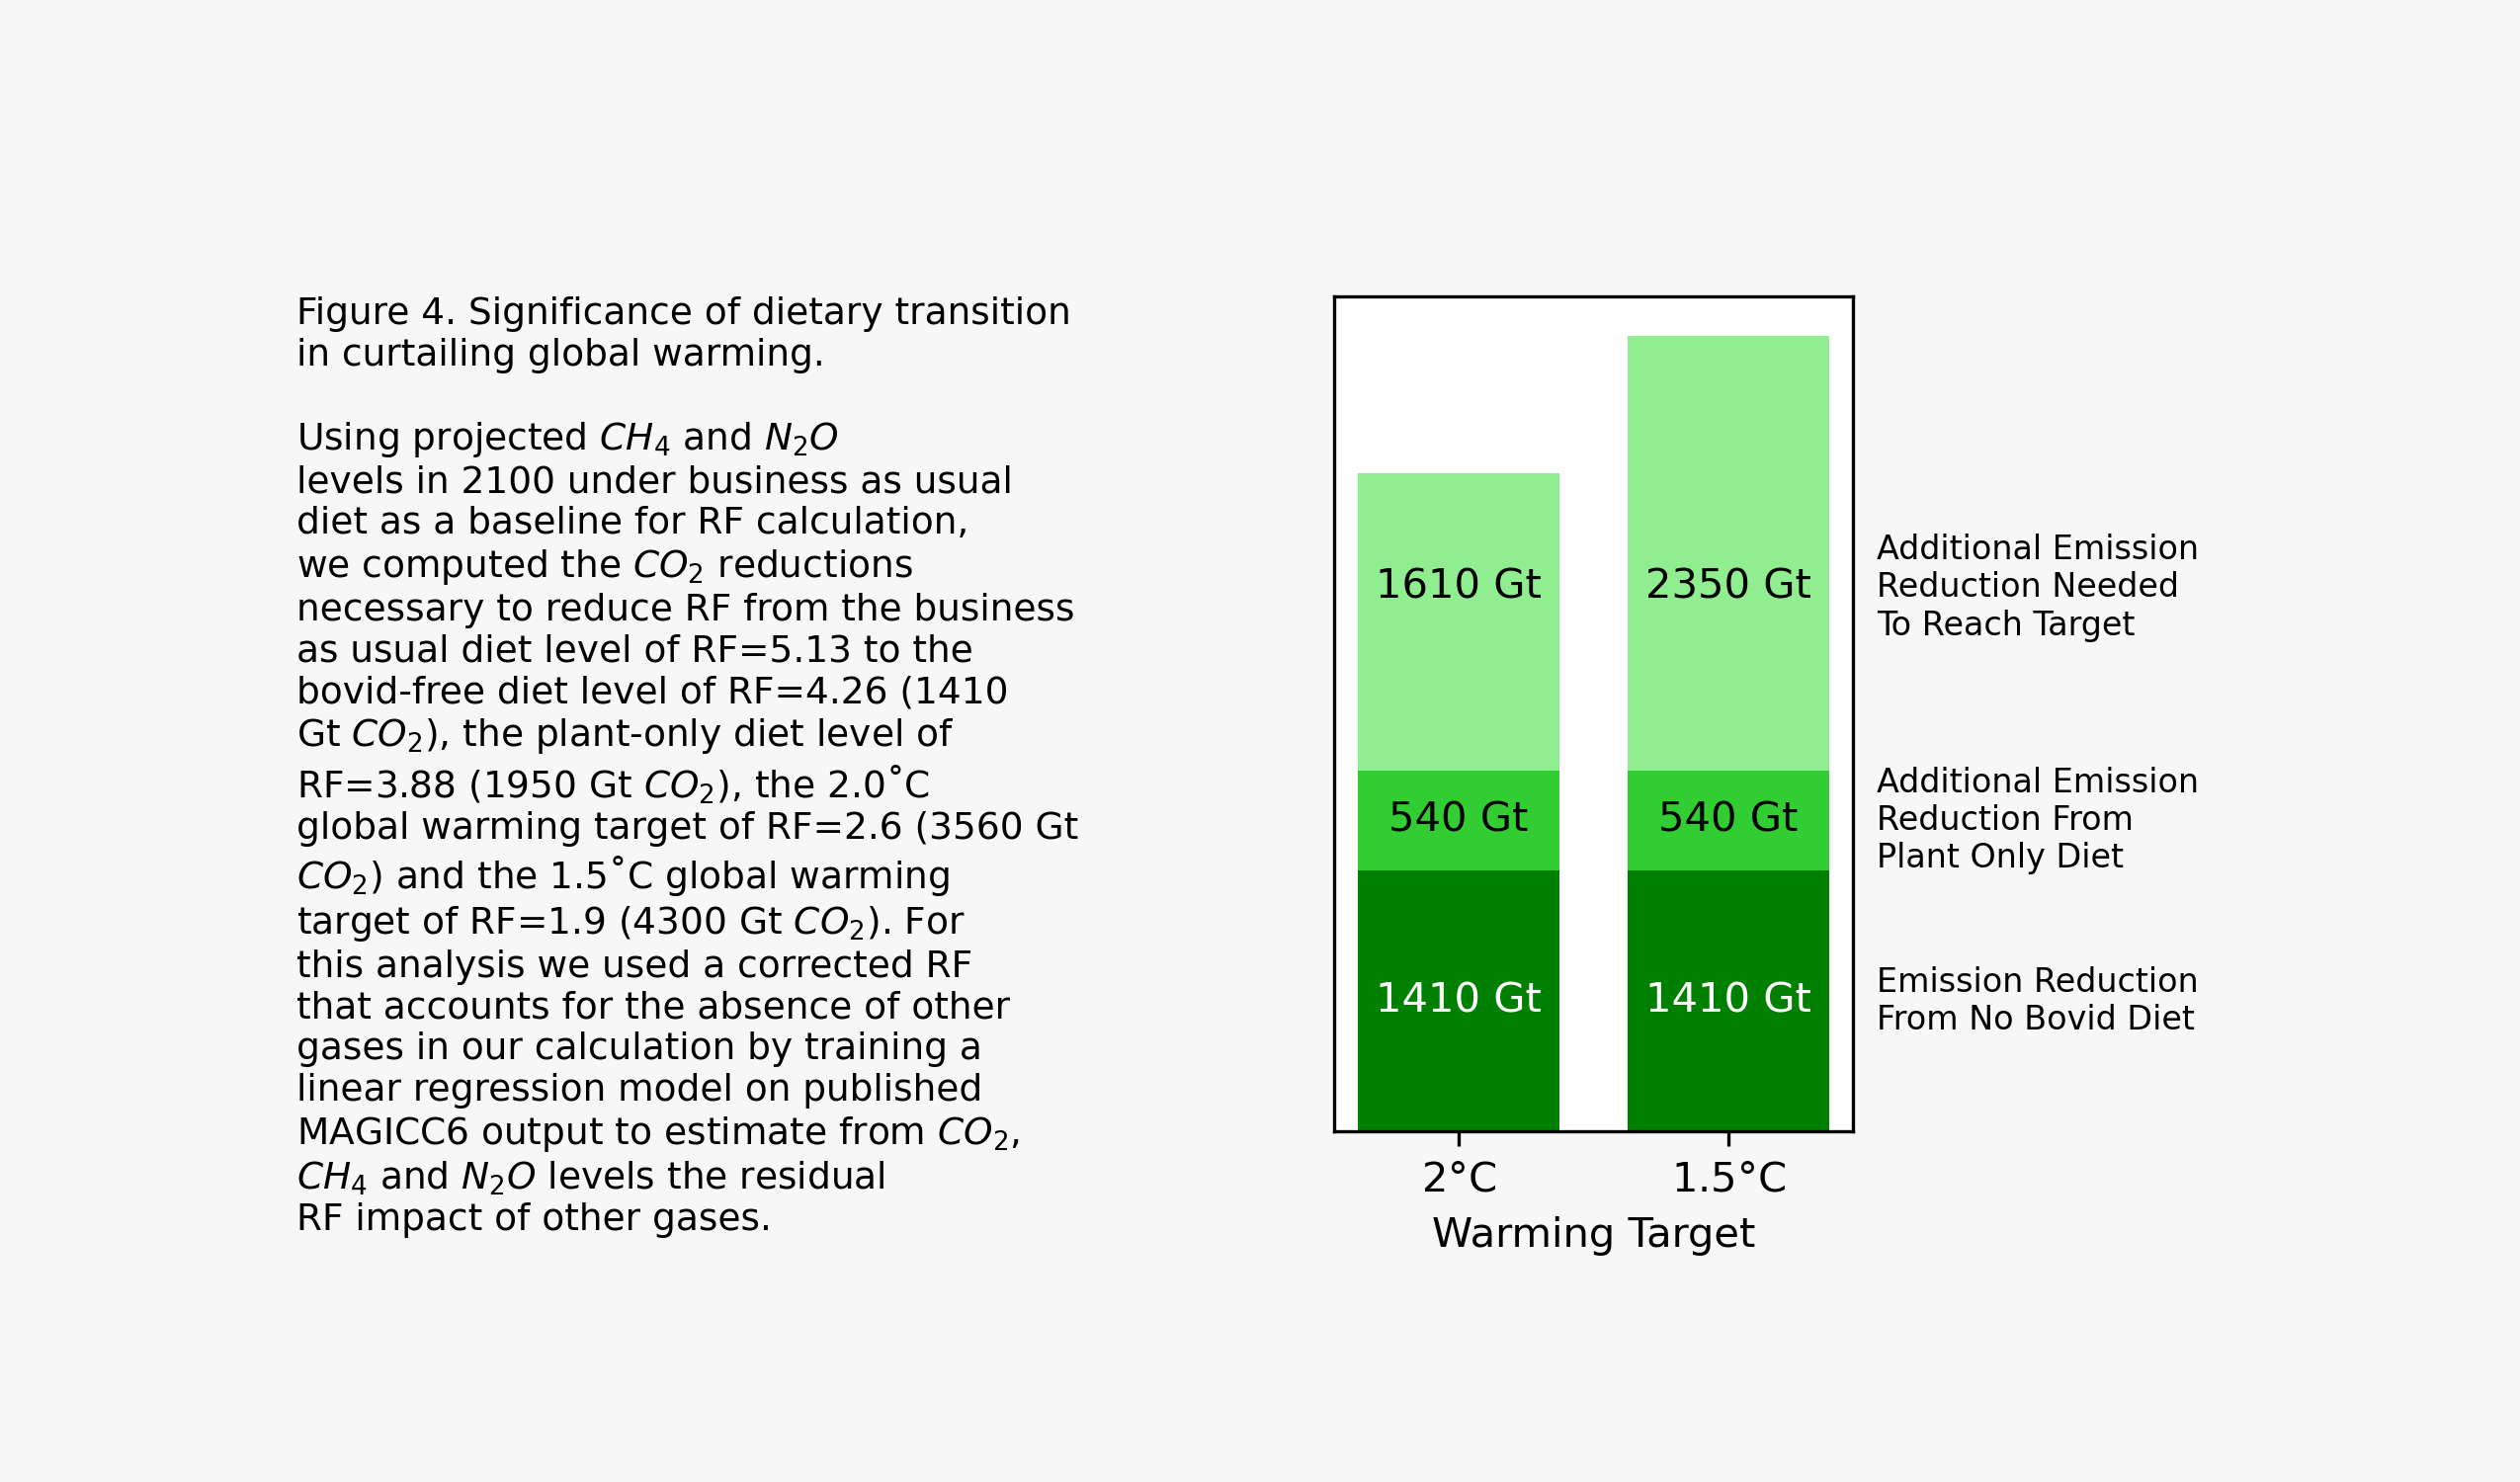 Figure 4. Significance of dietary transition
in curtailing global warming.
Using projected CH₄ and N₂O
levels in 2100 under business as usual
diet as a baseline for RF calculation,
we computed the CO₂ reductions
necessary to reduce RF from the business
as usual diet level of RF=5.13 to the
bovid-free diet level of RF=4.26 (1410
Gt CO₂), the plant-only diet level of
RF=3.88 (1950 Gt CO₂), the 2.0˚C
global warming target of RF=2.6 (3560 Gt
CO₂) and the 1.5˚C global warming
target of RF=1.9 (4300 Gt CO₂). For
this analysis we used a corrected RF
that accounts for the absence of other
gases in our calculation by training a
linear regression model on published
MAGICC6 output to estimate from CO₂,
CH₄ and N₂O levels the residual
RF impact of other gases.
1610 Gt
2350 Gt
Additional Emission
Reduction Needed
To Reach Target
540 Gt
540 Gt
Additional Emission
Reduction From
Plant Only Diet
1410 Gt
1410 Gt
Emission Reduction
From No Bovid Diet
2°C
1.5°C
Warming Target